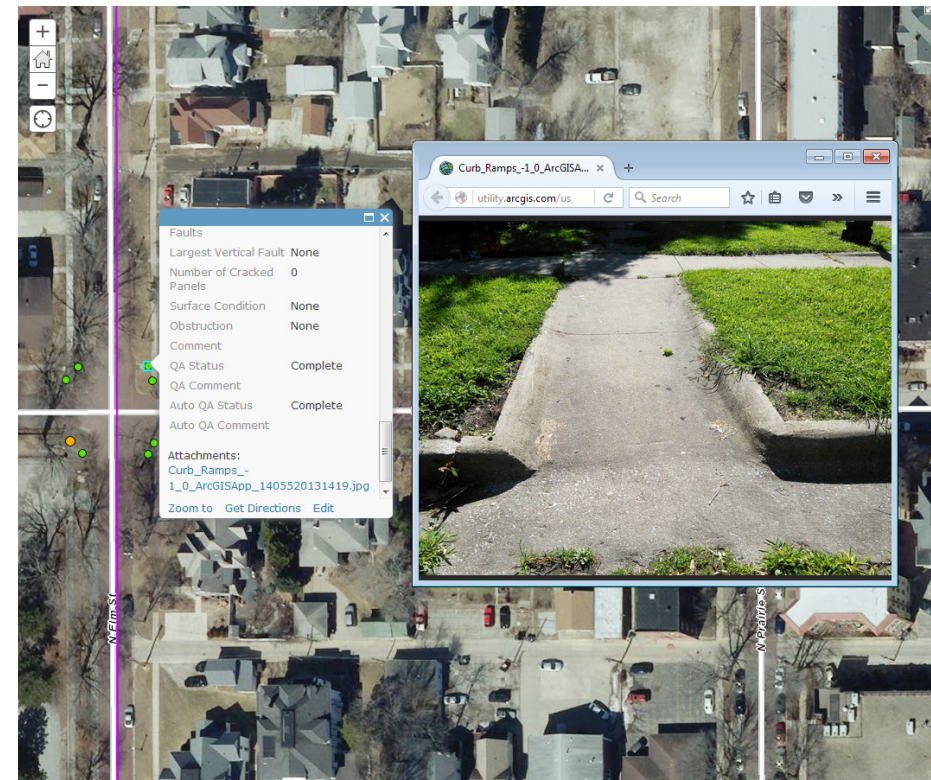 +
−
Curb_Ramps_-1_0_ArcGISA... × +
utility.arcgis.com/us
Search
Faults
Largest Vertical Fault None
Number of Cracked 0
Panels
Surface Condition None
Obstruction None
Comment
QA Status Complete
QA Comment
Auto QA Status Complete
Auto QA Comment
Attachments:
Curb_Ramps_-
1_0_ArcGISApp_1405520131419.jpg
Zoom to Get Directions Edit
N Elm St
N Prairie S